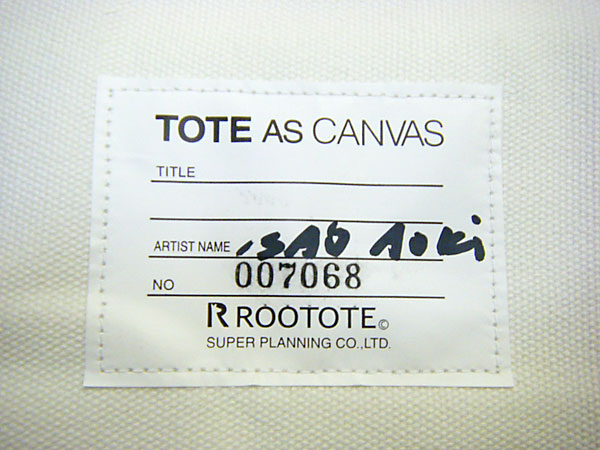 TOTE AS CANVAS
TITLE
ARTIST NAME ISAO AOKi
NO 007068
R ROOTOTE©
SUPER PLANNING CO.,LTD.